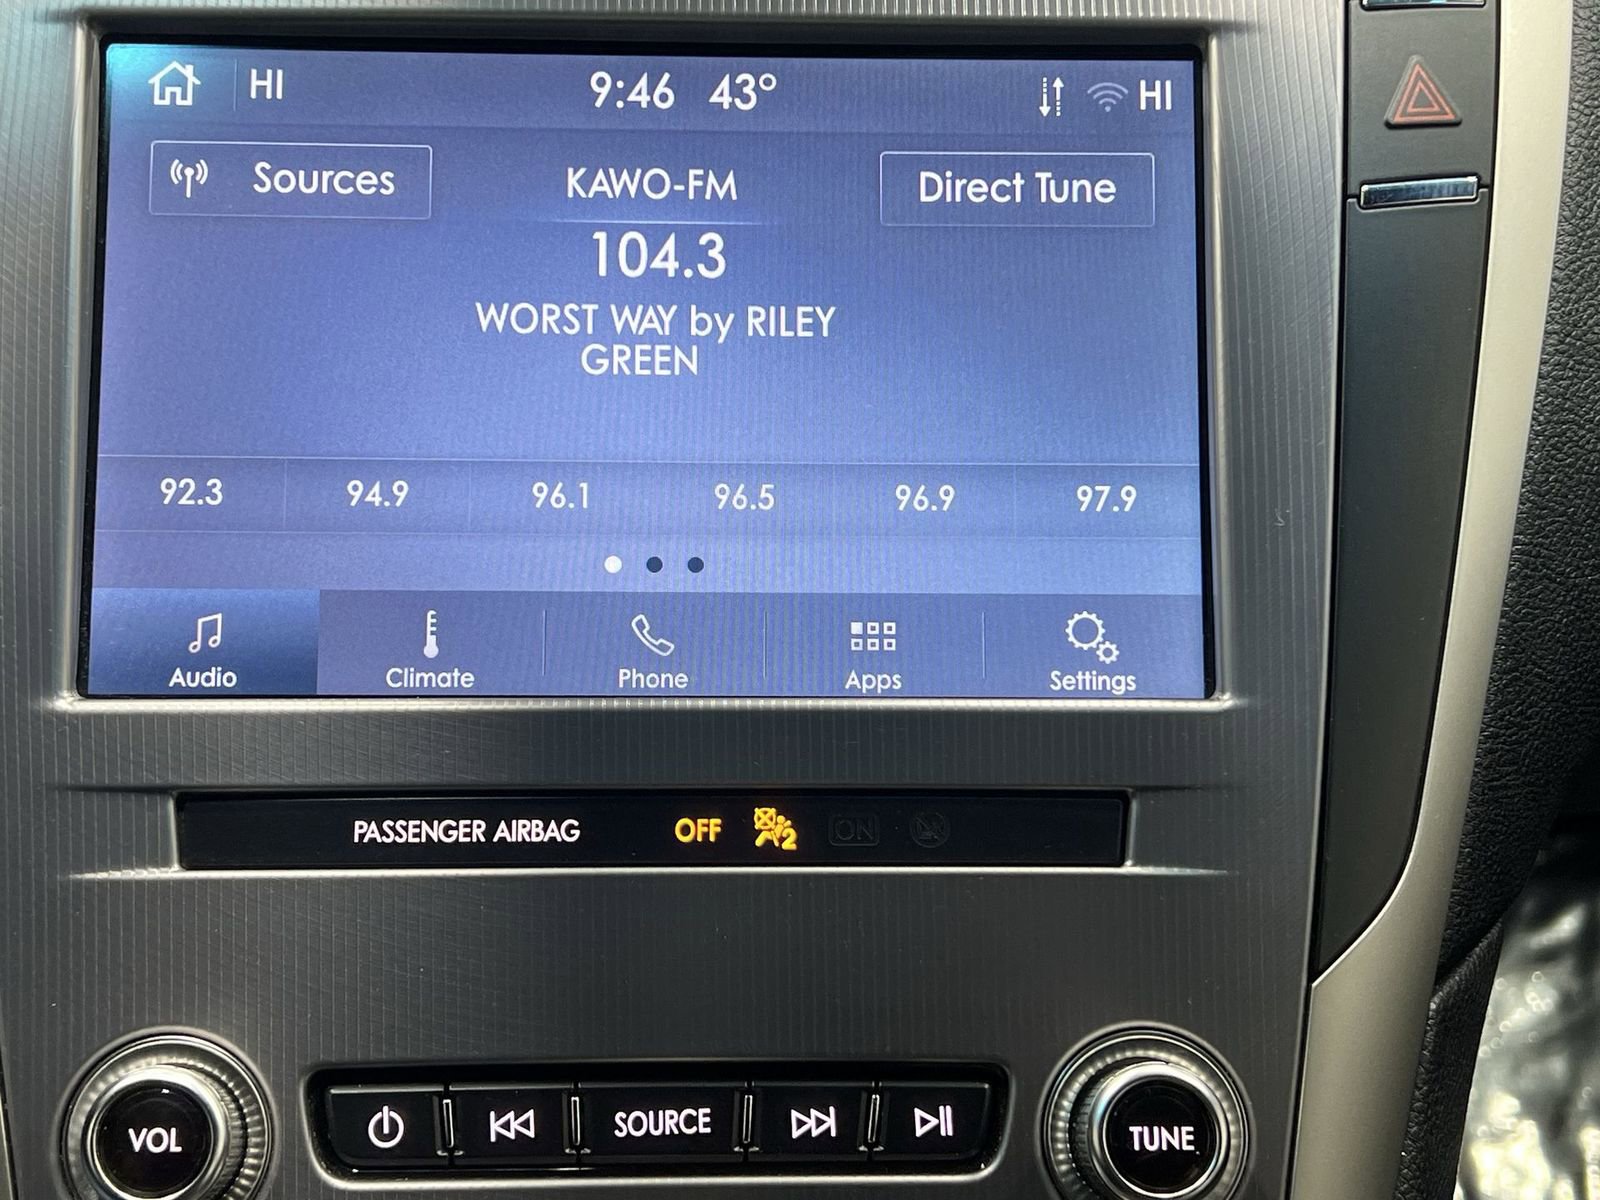 HI 9:46 43° HI
Sources KAWO-FM Direct Tune
104.3
WORST WAY by RILEY
GREEN
92.3 94.9 96.1 96.5 96.9 97.9
Audio Climate Phone Apps Settings
PASSENGER AIRBAG OFF 2 ON
VOL SOURCE TUNE